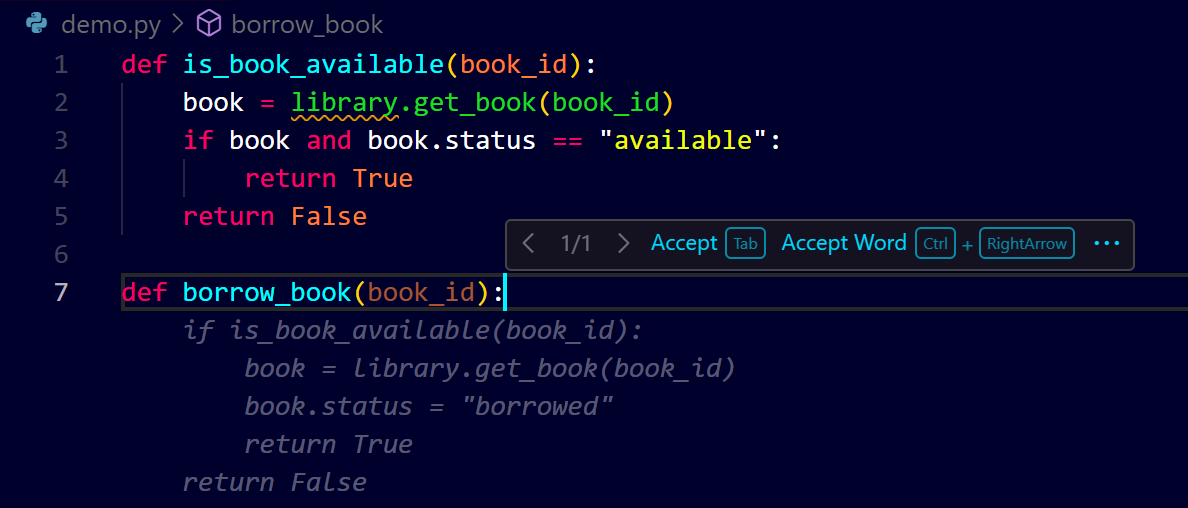 demo.py > borrow_book
1 def is_book_available(book_id):
2     book = library.get_book(book_id)
3     if book and book.status == "available":
4         return True
5     return False
6
< 1/1 > Accept Tab Accept Word Ctrl + RightArrow ...
7 def borrow_book(book_id):
    if is_book_available(book_id):
        book = library.get_book(book_id)
        book.status = "borrowed"
        return True
    return False